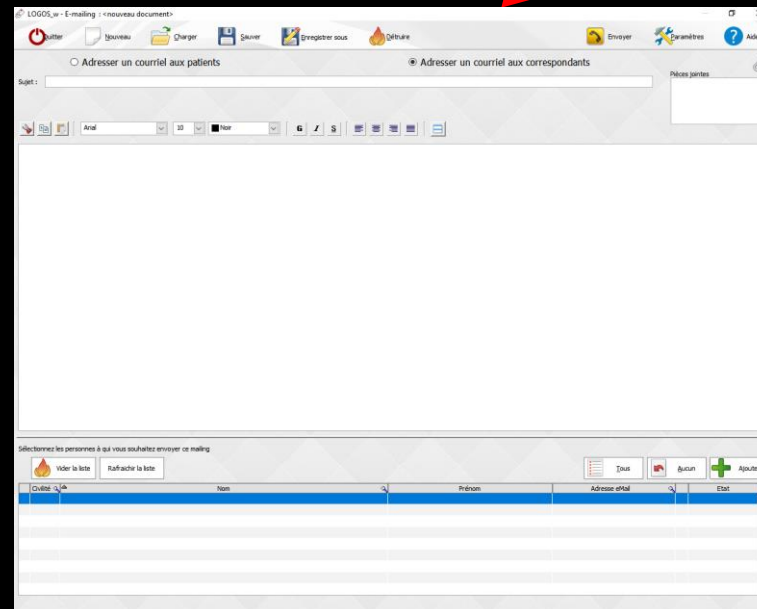 LOGOS_w - E-mailing : <nouveau document>
Quitter Nouveau Charger Sauver Enregistrer sous Détruire Envoyer Paramètres Aide
Adresser un courriel aux patients Adresser un courriel aux correspondants
Sujet : Pièces jointes
Arial 10 Noir G I S
Sélectionnez les personnes à qui vous souhaitez envoyer ce mailing
Vider la liste Rafraichir la liste Tous Aucun Ajoute
Civilité Nom Prénom Adresse eMail Etat